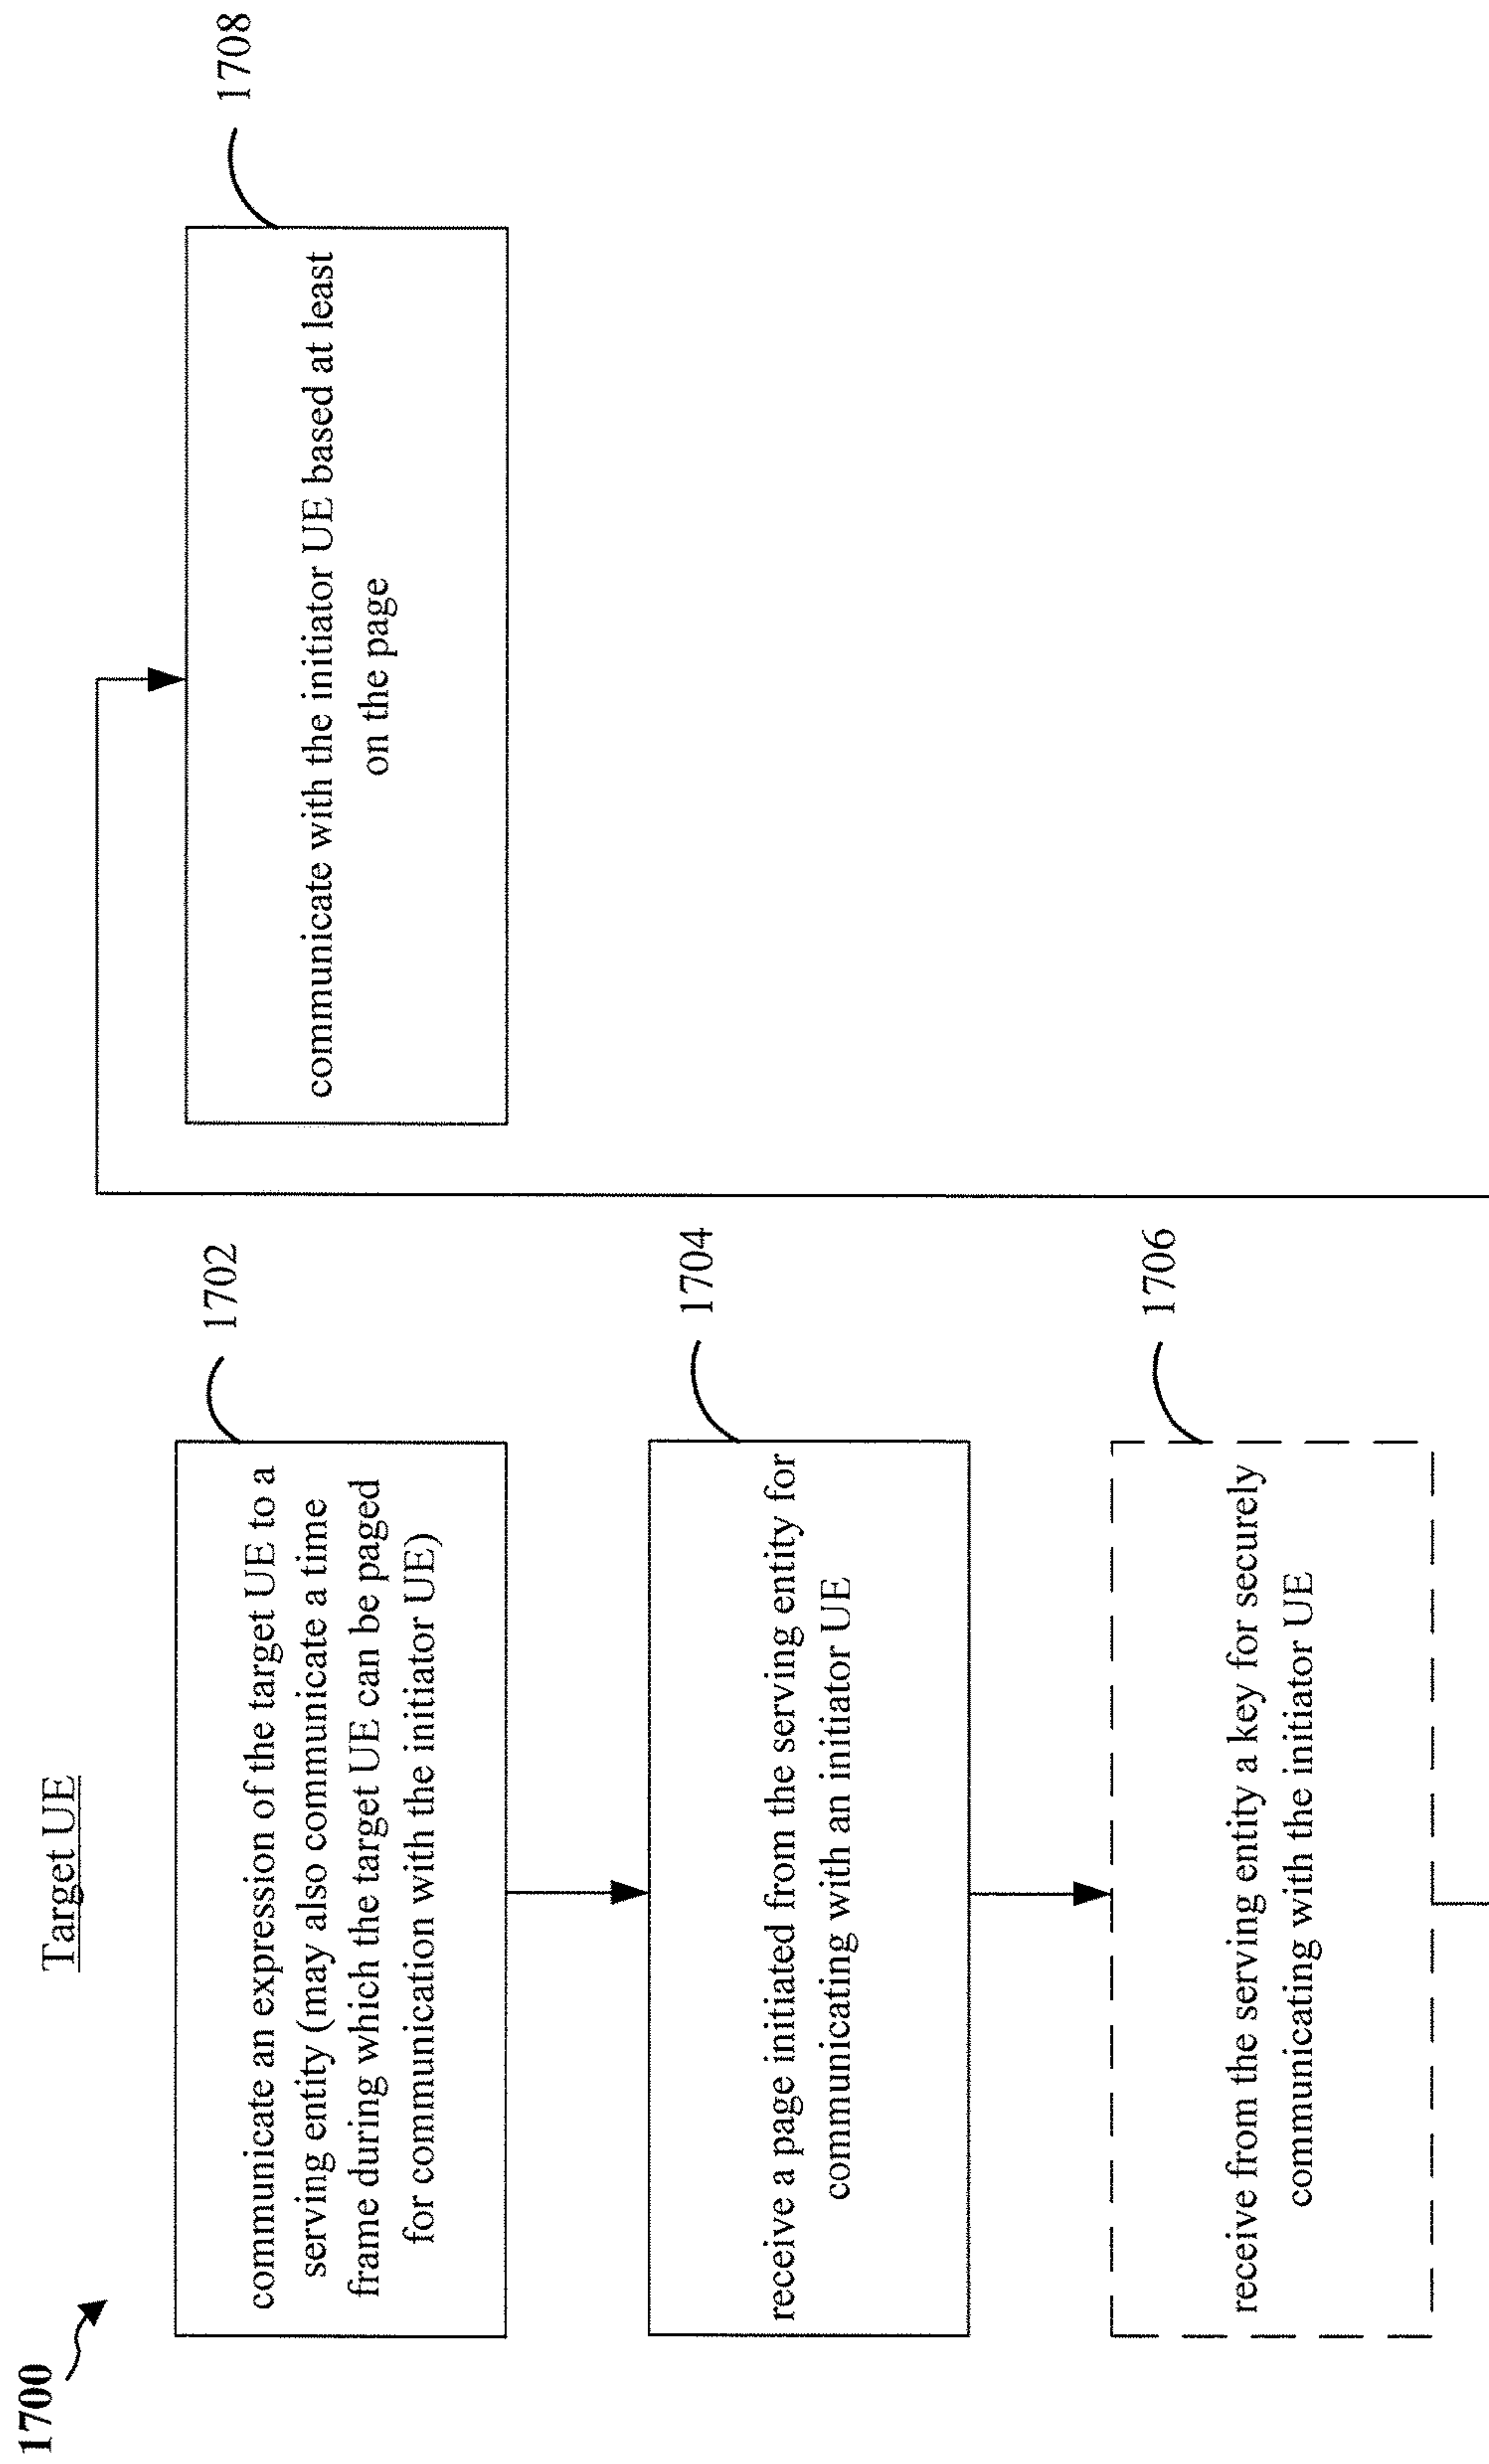 1700
Target UE
1702
communicate an expression of the target UE to a
serving entity (may also communicate a time
frame during which the target UE can be paged
for communication with the initiator UE)
1704
receive a page initiated from the serving entity for
communicating with an initiator UE
1706
receive from the serving entity a key for securely
communicating with the initiator UE
1708
communicate with the initiator UE based at least
on the page